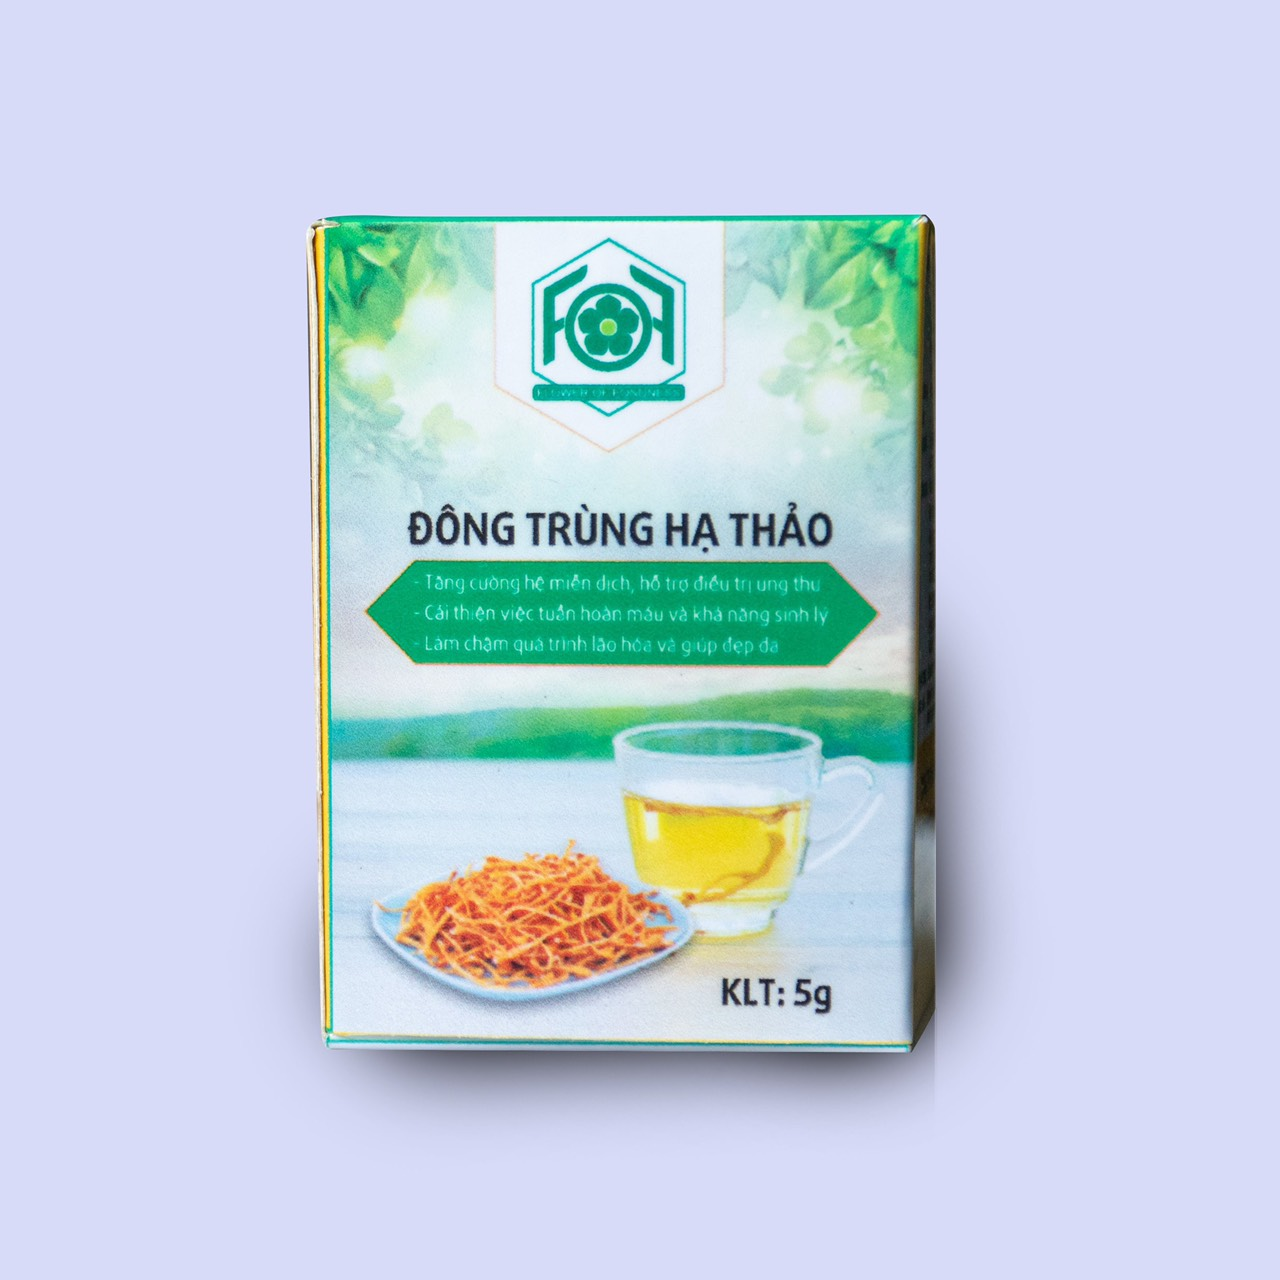 FOF
ĐÔNG TRÙNG HẠ THẢO
- Tăng cường hệ miễn dịch, hỗ trợ điều trị ung thư
- Cải thiện việc tuần hoàn máu và khả năng sinh lý
- Làm chậm quá trình lão hóa và giúp đẹp da
KLT: 5g